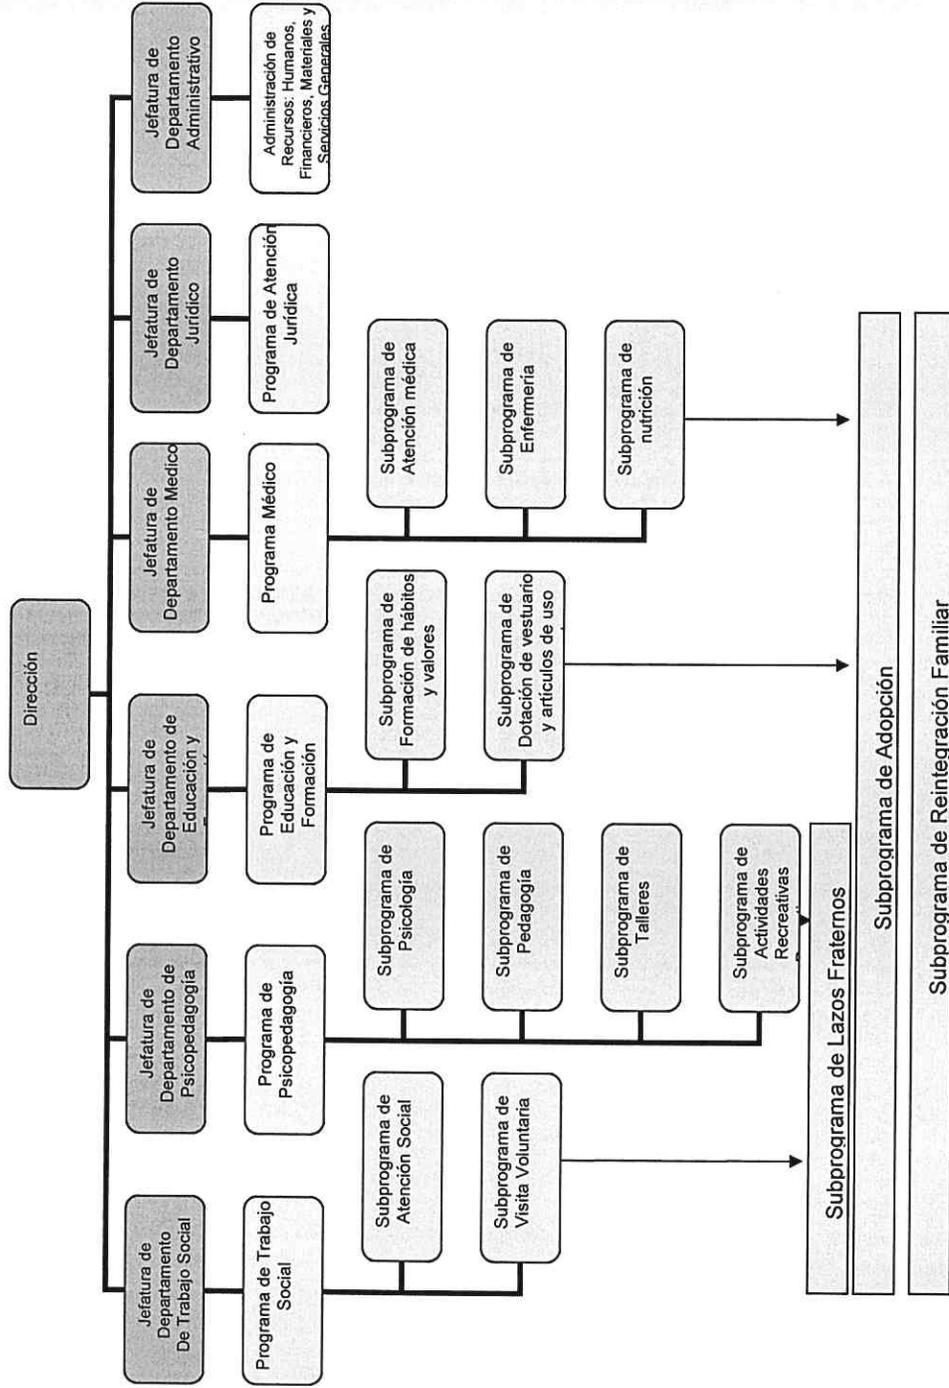 Dirección
Jefatura de
Departamento
De Trabajo Social
Jefatura de
Departamento de
Psicopedagogía
Jefatura de
Departamento de
Educación y
Jefatura de
Departamento Medico
Jefatura de
Departamento
Jurídico
Jefatura de
Departamento
Administrativo
Programa de Trabajo
Social
Programa de
Psicopedagogía
Programa de
Educación y
Formación
Programa Médico
Programa de Atención
Jurídica
Administración de
Recursos: Humanos,
Financieros, Materiales y
Servicios Generales
Subprograma de
Atención Social
Subprograma de
Visita Voluntaria
Subprograma de
Psicología
Subprograma de
Pedagogía
Subprograma de
Talleres
Subprograma de
Actividades
Recreativas
Subprograma de
Formación de hábitos
y valores
Subprograma de
Dotación de vestuario
y artículos de uso
Subprograma de
Atención médica
Subprograma de
Enfermería
Subprograma de
nutrición
Subprograma de Lazos Fraternos
Subprograma de Adopción
Subprograma de Reintegración Familiar